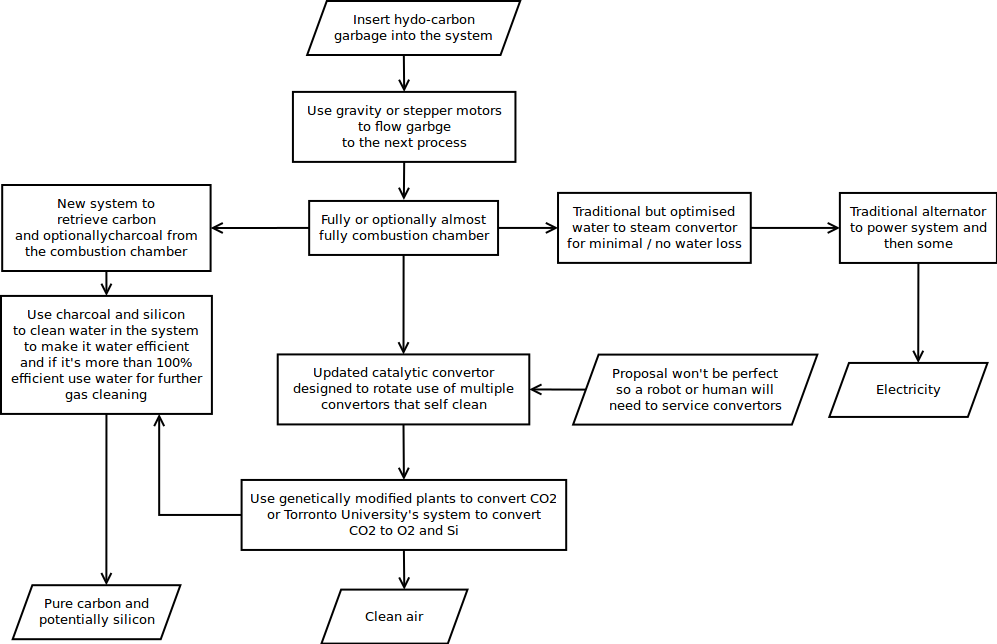 Insert hydo-carbon
garbage into the system
Use gravity or stepper motors
to flow garbge
to the next process
New system to
retrieve carbon
and optionallycharcoal from
the combustion chamber
Fully or optionally almost
fully combustion chamber
Traditional but optimised
water to steam convertor
for minimal / no water loss
Traditional alternator
to power system and
then some
Use charcoal and silicon
to clean water in the system
to make it water efficient
and if it's more than 100%
efficient use water for further
gas cleaning
Updated catalytic convertor
designed to rotate use of multiple
convertors that self clean
Proposal won't be perfect
so a robot or human will
need to service convertors
Electricity
Use genetically modified plants to convert CO2
or Torronto University's system to convert
CO2 to O2 and Si
Pure carbon and
potentially silicon
Clean air